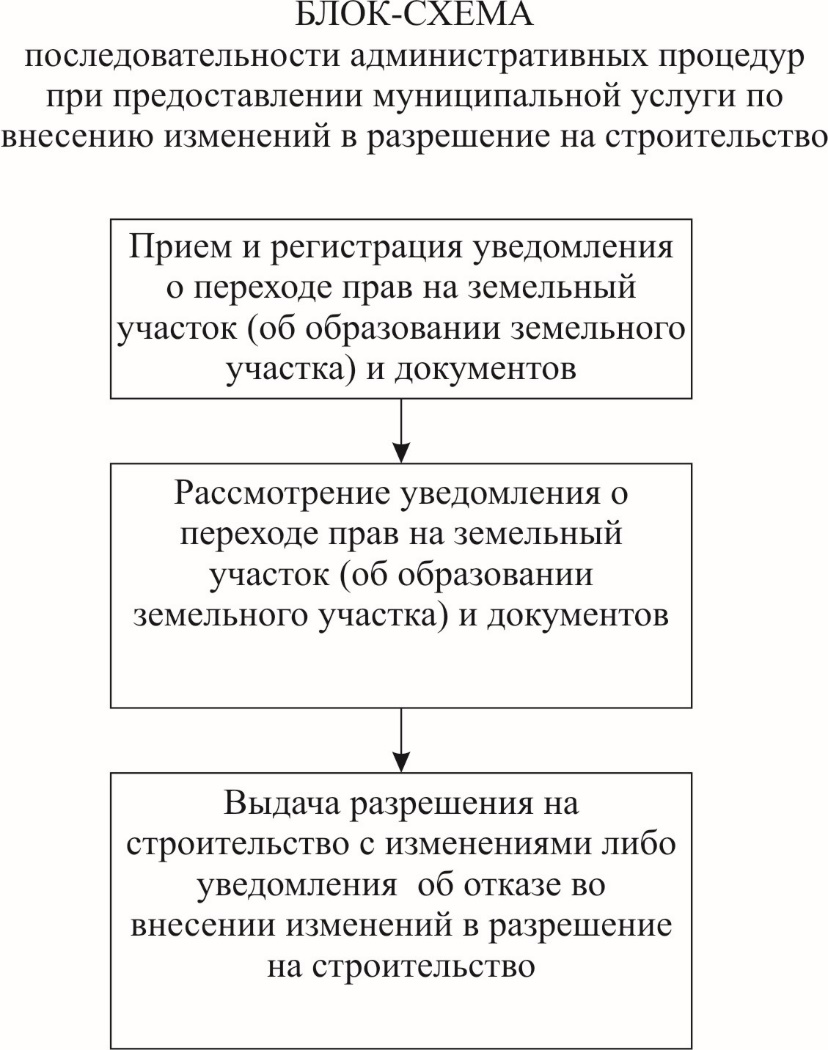 БЛОК-СХЕМА
последовательности административных процедур
при предоставлении муниципальной услуги по
внесению изменений в разрешение на строительство
Прием и регистрация уведомления
о переходе прав на земельный
участок (об образовании земельного
участка) и документов
Рассмотрение уведомления о
переходе прав на земельный
участок (об образовании
земельного участка) и документов
Выдача разрешения на
строительство с изменениями либо
уведомления  об отказе во
внесении изменений в разрешение
на строительство